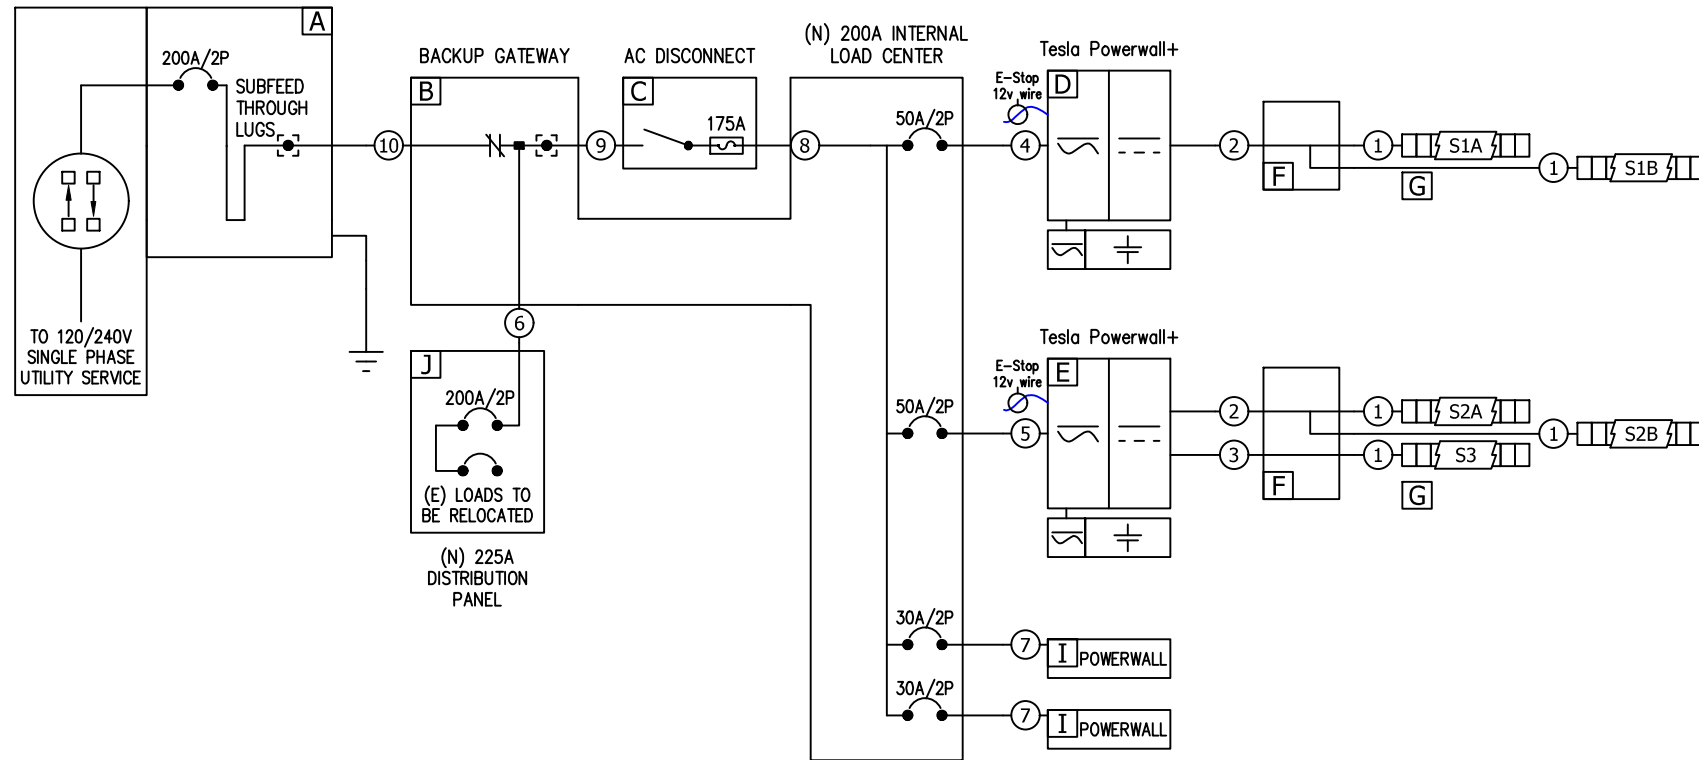 A
200A/2P
SUBFEED
THROUGH
LUGS
TO 120/240V
SINGLE PHASE
UTILITY SERVICE
10
BACKUP GATEWAY
B
9
AC DISCONNECT
C
175A
8
(N) 200A INTERNAL
LOAD CENTER
50A/2P
50A/2P
30A/2P
30A/2P
6
J
200A/2P
(E) LOADS TO
BE RELOCATED
(N) 225A
DISTRIBUTION
PANEL
Tesla Powerwall+
E-Stop
12v wire
D
4
2
F
1
S1A
1
S1B
G
Tesla Powerwall+
E-Stop
12v wire
E
5
2
3
F
1
S2A
1
S2B
1
S3
G
7
I POWERWALL
7
I POWERWALL